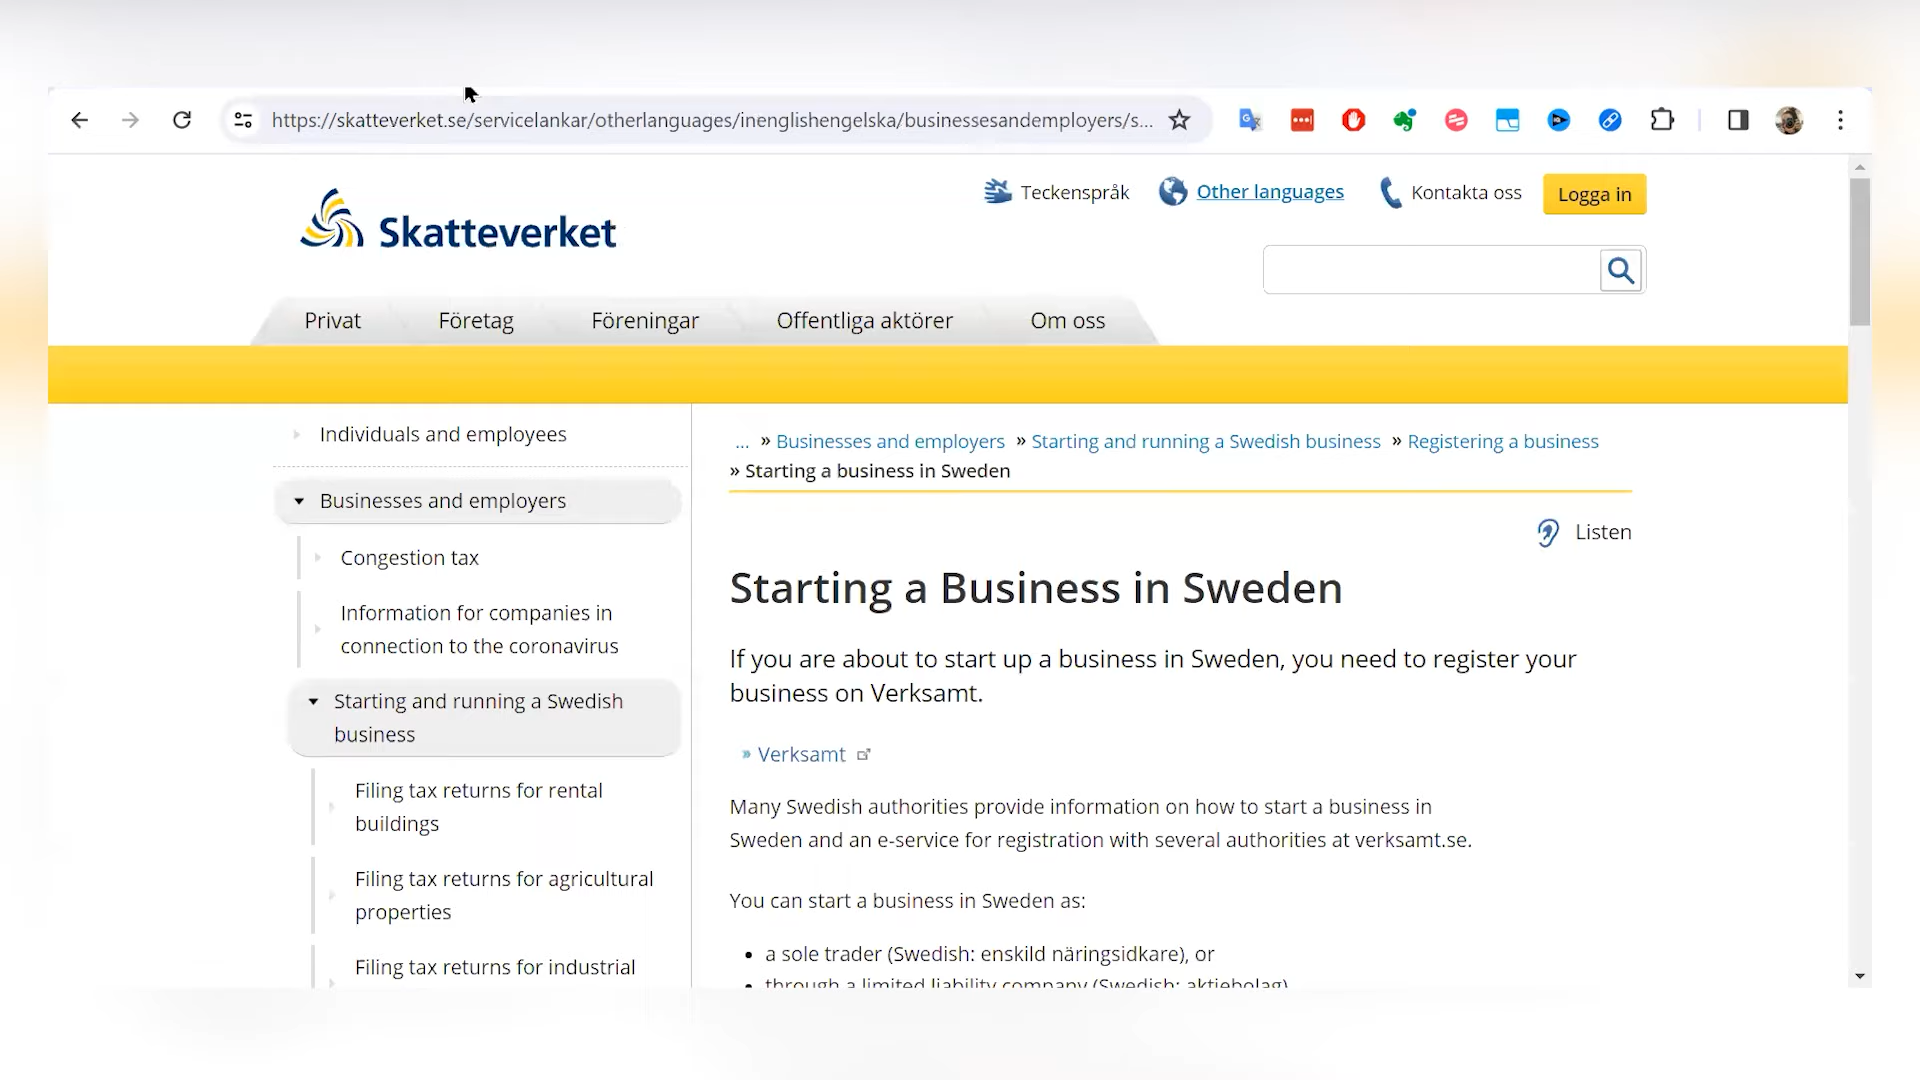 https://skatteverket.se/servicelankar/otherlanguages/inenglishengelska/businessesandemployers/s...
Teckenspråk
Other languages
Kontakta oss
Logga in
Skatteverket
Privat
Företag
Föreningar
Offentliga aktörer
Om oss
Individuals and employees
Businesses and employers
Congestion tax
Information for companies in
connection to the coronavirus
Starting and running a Swedish
business
Filing tax returns for rental
buildings
Filing tax returns for agricultural
properties
Filing tax returns for industrial
... » Businesses and employers » Starting and running a Swedish business » Registering a business
» Starting a business in Sweden
Listen
Starting a Business in Sweden
If you are about to start up a business in Sweden, you need to register your
business on Verksamt.
» Verksamt
Many Swedish authorities provide information on how to start a business in
Sweden and an e-service for registration with several authorities at verksamt.se.
You can start a business in Sweden as:
• a sole trader (Swedish: enskild näringsidkare), or
• through a limited liability company (Swedish: aktiebolag)